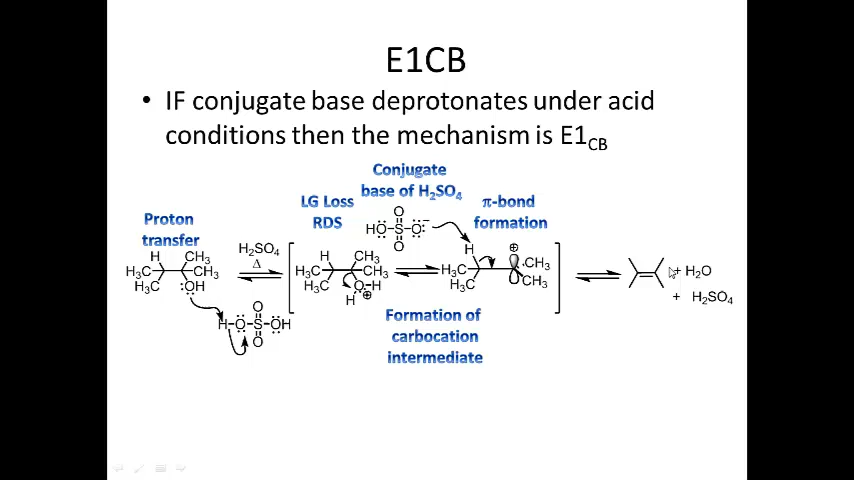 E1CB
• IF conjugate base deprotonates under acid
conditions then the mechanism is E1CB
Conjugate
base of H2SO4
LG Loss
RDS
π-bond
formation
Proton
transfer
H2SO4
Δ
H
CH3
H3C
CH3
H3C
:OH
H-O-S-OH
O
O
H
CH3
H3C
CH3
H3C
O-H
H
⊕
O
HO-S-O:−
O
H
H3C
H3C
⊕
CH3
CH3
+ H2O
+ H2SO4
Formation of
carbocation
intermediate